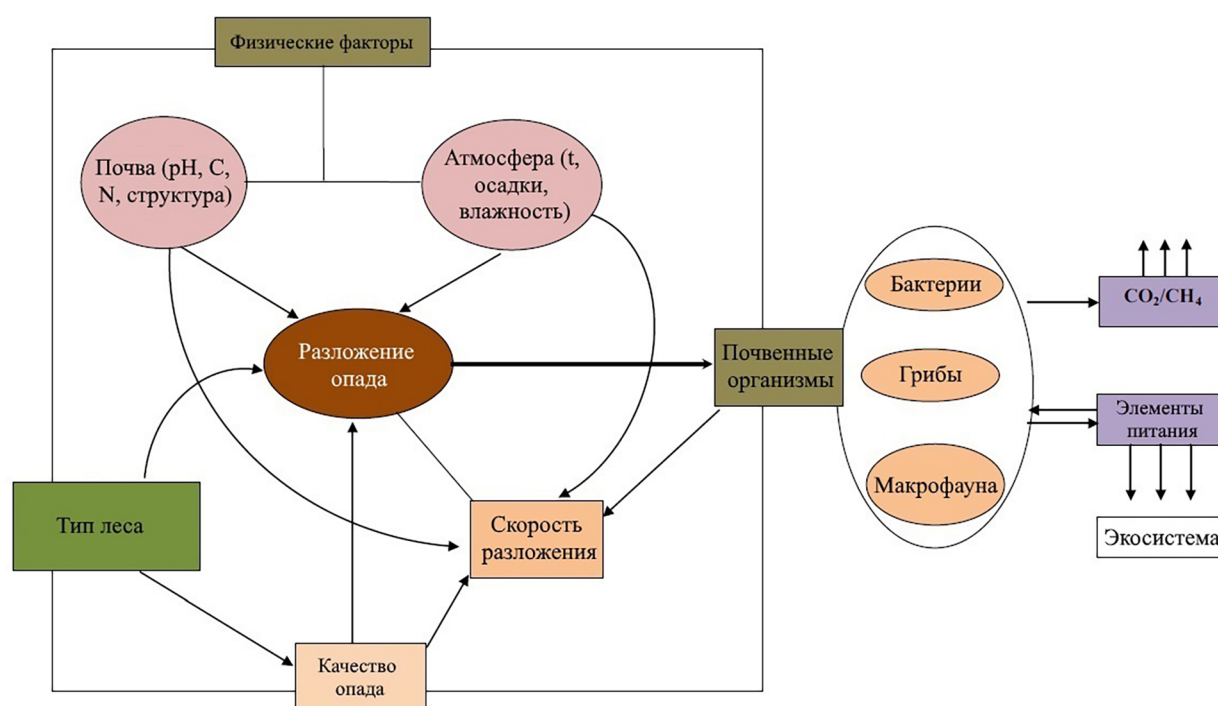 Физические факторы
Почва (pH, C,
N, структура)
Атмосфера (t,
осадки,
влажность)
Разложение
опада
Почвенные
организмы
Бактерии
Грибы
Макрофауна
CO₂/CH₄
Элементы
питания
Экосистема
Тип леса
Скорость
разложения
Качество
опада